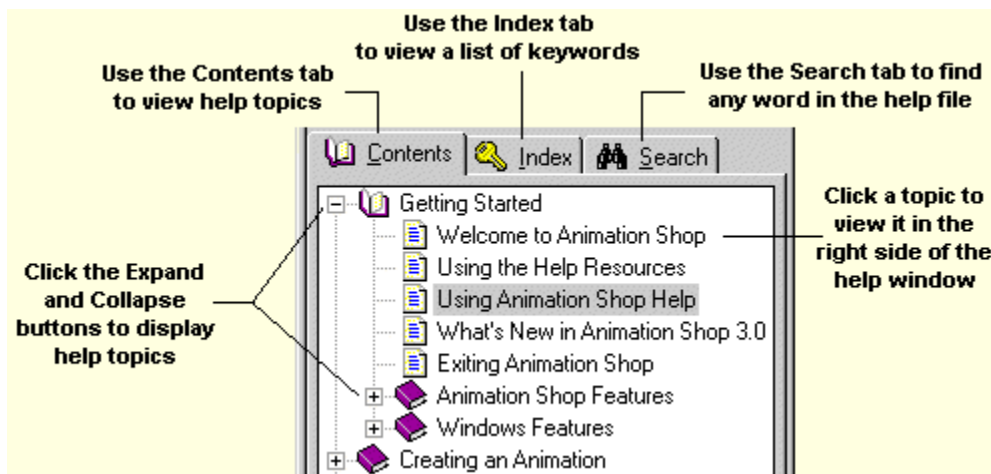 Use the Index tab
to view a list of keywords
Use the Contents tab
to view help topics
Use the Search tab to find
any word in the help file
Contents
Index
Search
Getting Started
Welcome to Animation Shop
Using the Help Resources
Using Animation Shop Help
What's New in Animation Shop 3.0
Exiting Animation Shop
Animation Shop Features
Windows Features
Creating an Animation
Click a topic to
view it in the
right side of the
help window
Click the Expand
and Collapse
buttons to display
help topics